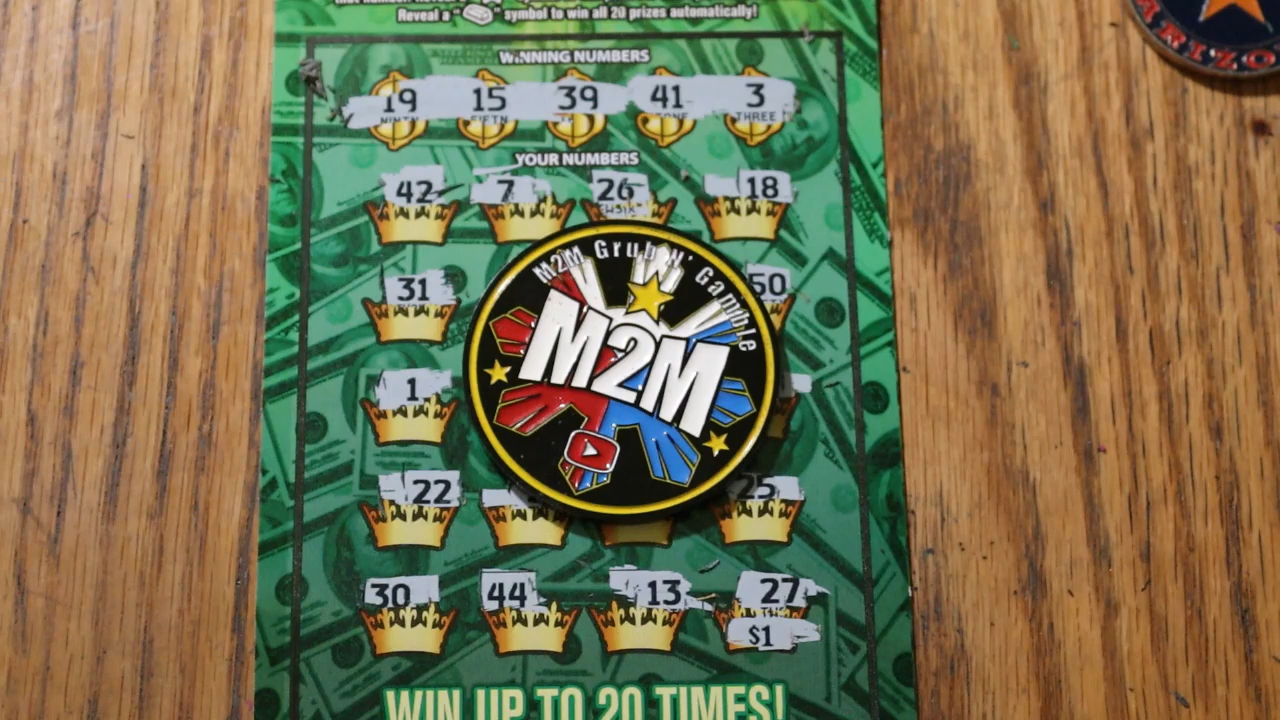 Reveal a " " symbol to win all 20 prizes automatically!
WINNING NUMBERS
19 15 39 41 3
THREE
YOUR NUMBERS
42 7 26 18
31 50
1
22 25
30 44 13 27
$1
WIN UP TO 20 TIMES!
M2M Grub N' Gamble
M2M
ARIZO